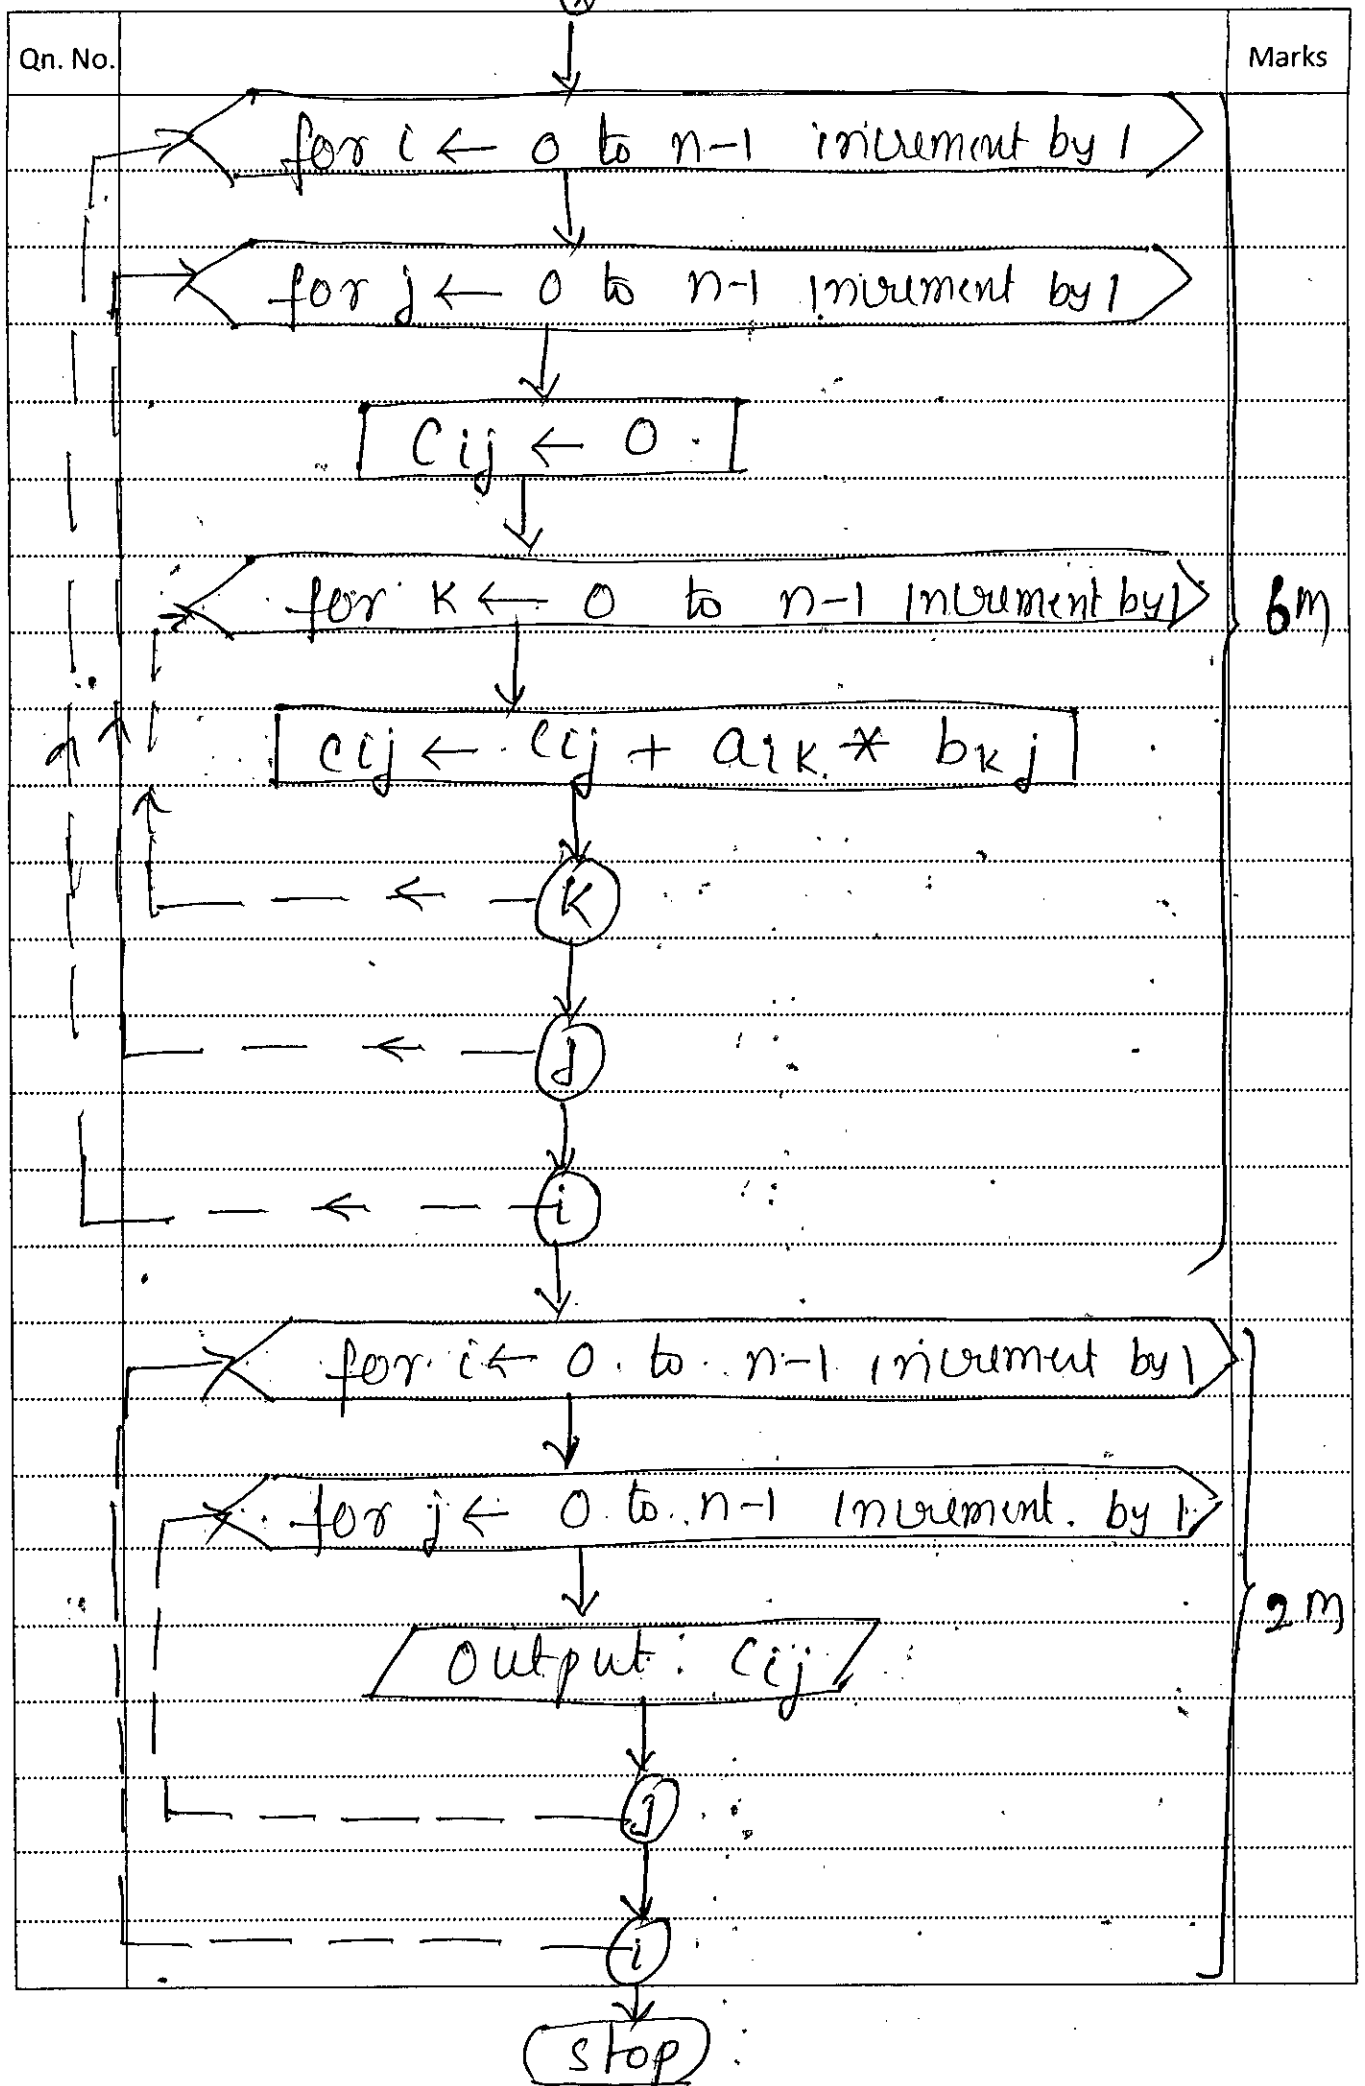 Qn. No. Marks
for i ← 0 to n-1 increment by 1
for j ← 0 to n-1 increment by 1
Cij ← 0
for K ← 0 to n-1 Increment by 1
6M
Cij ← Cij + aik * bkj
K
j
i
for i ← 0 to n-1 increment by 1
for j ← 0 to n-1 Increment by 1
2M
Output: Cij
j
i
stop